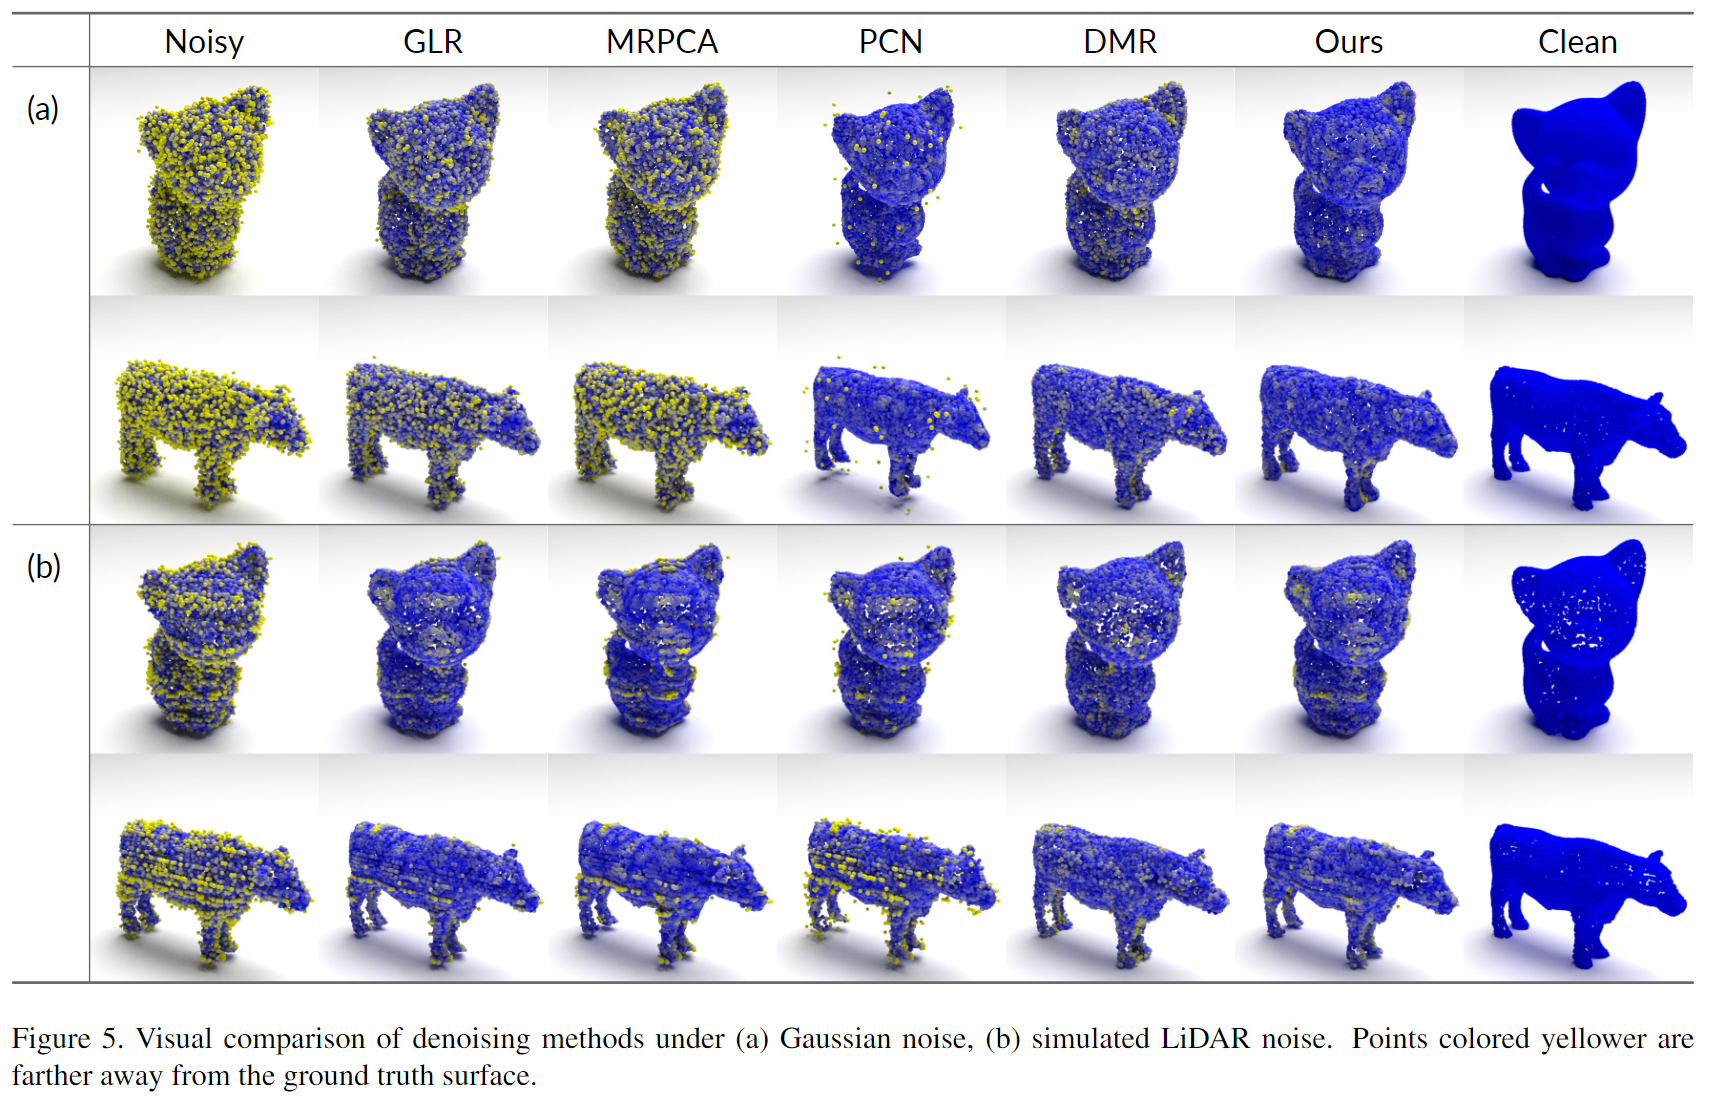 Noisy GLR MRPCA PCN DMR Ours Clean
(a)
(b)
Figure 5. Visual comparison of denoising methods under (a) Gaussian noise, (b) simulated LiDAR noise. Points colored yellower are
farther away from the ground truth surface.